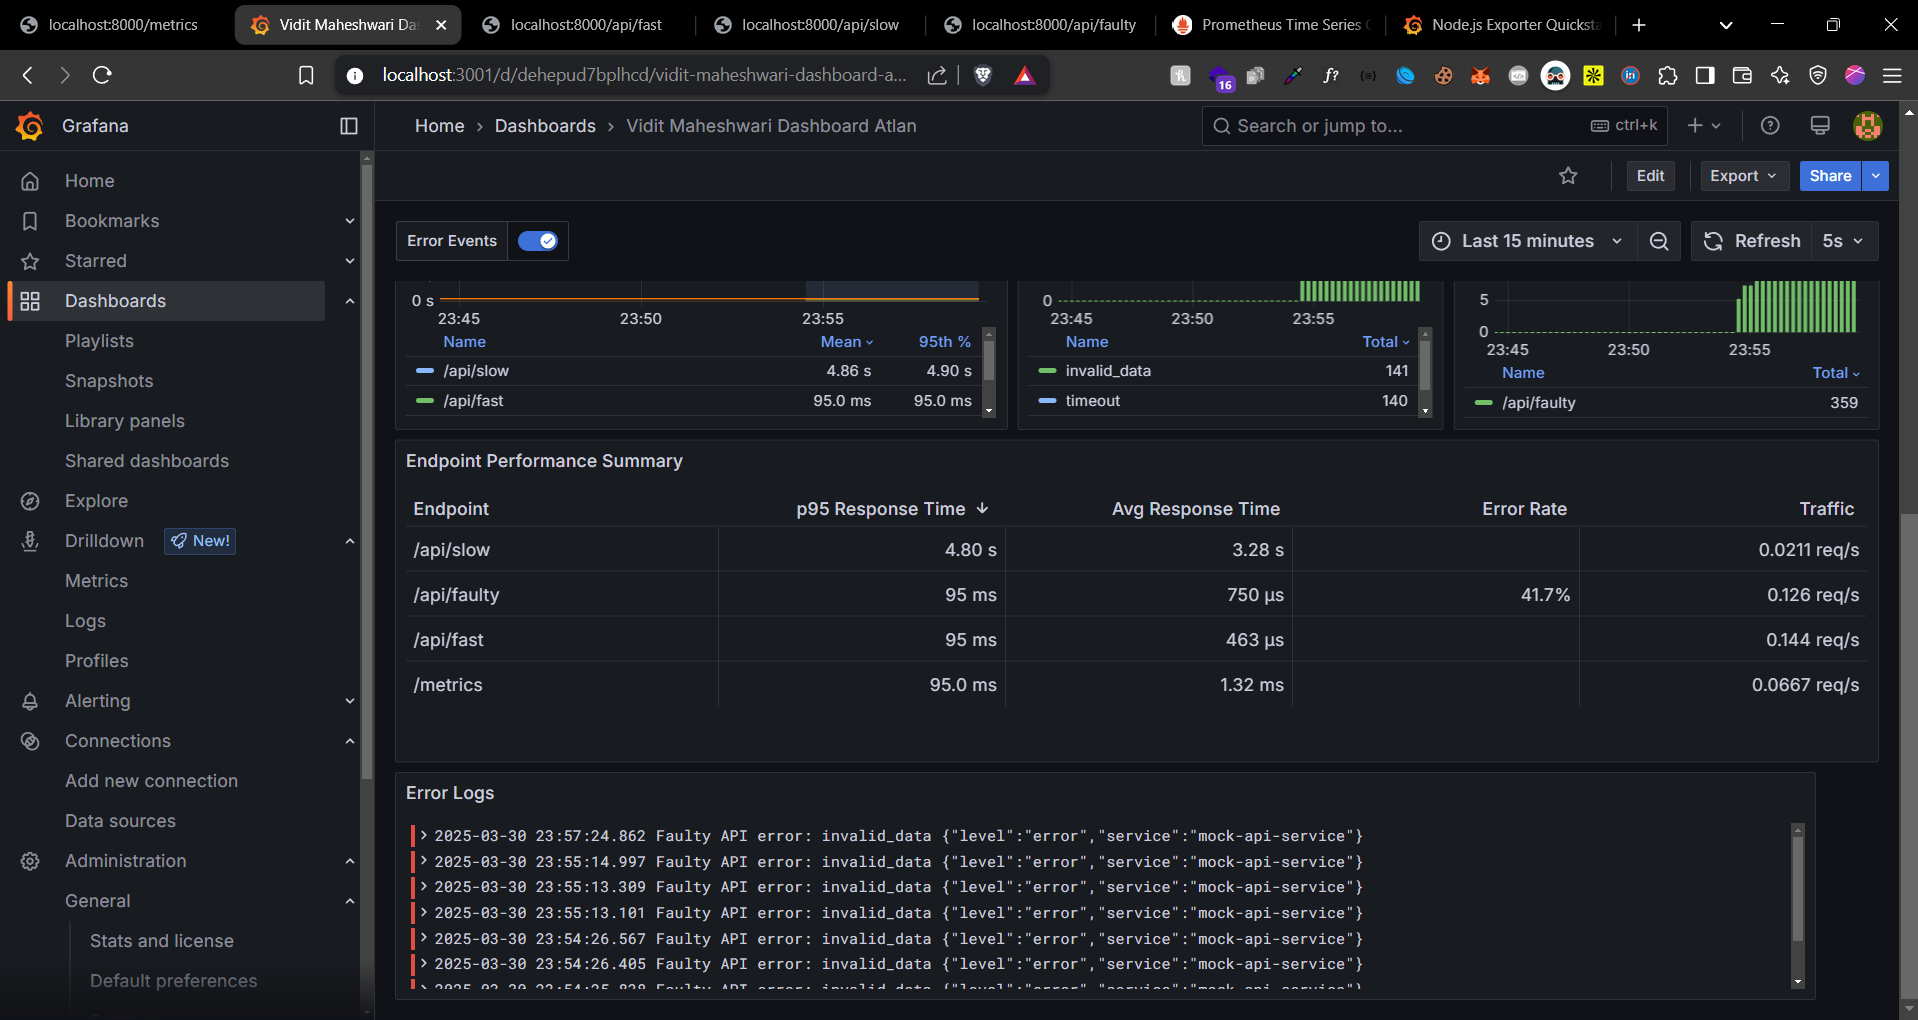 localhost:8000/metrics
Vidit Maheshwari Da
localhost:8000/api/fast
localhost:8000/api/slow
localhost:8000/api/faulty
Prometheus Time Series
Node.js Exporter Quicksta
localhost:3001/d/dehepud7bplhcd/vidit-maheshwari-dashboard-a...
16
f?
Grafana
Home › Dashboards › Vidit Maheshwari Dashboard Atlan
Search or jump to...
ctrl+k
Edit
Export
Share
Home
Bookmarks
Starred
Dashboards
Playlists
Snapshots
Library panels
Shared dashboards
Explore
Drilldown
New!
Metrics
Logs
Profiles
Alerting
Connections
Add new connection
Data sources
Administration
General
Stats and license
Default preferences
Error Events
Last 15 minutes
Refresh
5s
0 s
23:45 23:50 23:55
Name Mean 95th %
/api/slow 4.86 s 4.90 s
/api/fast 95.0 ms 95.0 ms
0
23:45 23:50 23:55
Name Total
invalid_data 141
timeout 140
5
0
23:45 23:50 23:55
Name Total
/api/faulty 359
Endpoint Performance Summary
Endpoint p95 Response Time Avg Response Time Error Rate Traffic
/api/slow 4.80 s 3.28 s 0.0211 req/s
/api/faulty 95 ms 750 µs 41.7% 0.126 req/s
/api/fast 95 ms 463 µs 0.144 req/s
/metrics 95.0 ms 1.32 ms 0.0667 req/s
Error Logs
2025-03-30 23:57:24.862 Faulty API error: invalid_data {"level":"error","service":"mock-api-service"}
2025-03-30 23:55:14.997 Faulty API error: invalid_data {"level":"error","service":"mock-api-service"}
2025-03-30 23:55:13.309 Faulty API error: invalid_data {"level":"error","service":"mock-api-service"}
2025-03-30 23:55:13.101 Faulty API error: invalid_data {"level":"error","service":"mock-api-service"}
2025-03-30 23:54:26.567 Faulty API error: invalid_data {"level":"error","service":"mock-api-service"}
2025-03-30 23:54:26.405 Faulty API error: invalid_data {"level":"error","service":"mock-api-service"}